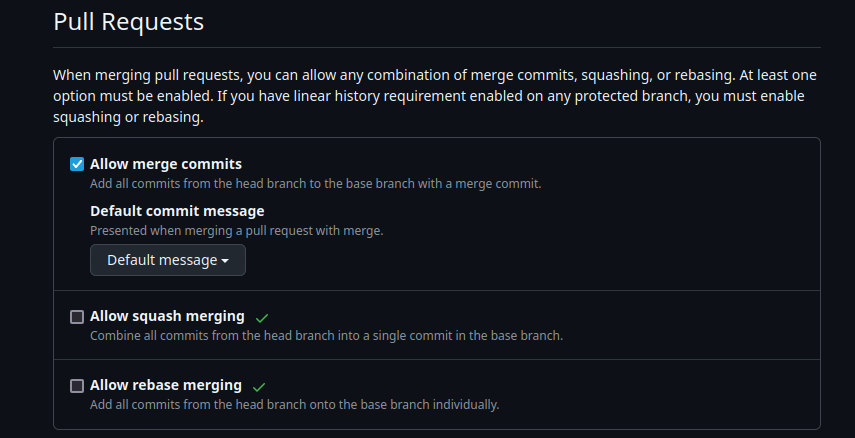 Pull Requests
When merging pull requests, you can allow any combination of merge commits, squashing, or rebasing. At least one
option must be enabled. If you have linear history requirement enabled on any protected branch, you must enable
squashing or rebasing.
Allow merge commits
Add all commits from the head branch to the base branch with a merge commit.
Default commit message
Presented when merging a pull request with merge.
Default message
Allow squash merging
Combine all commits from the head branch into a single commit in the base branch.
Allow rebase merging
Add all commits from the head branch onto the base branch individually.